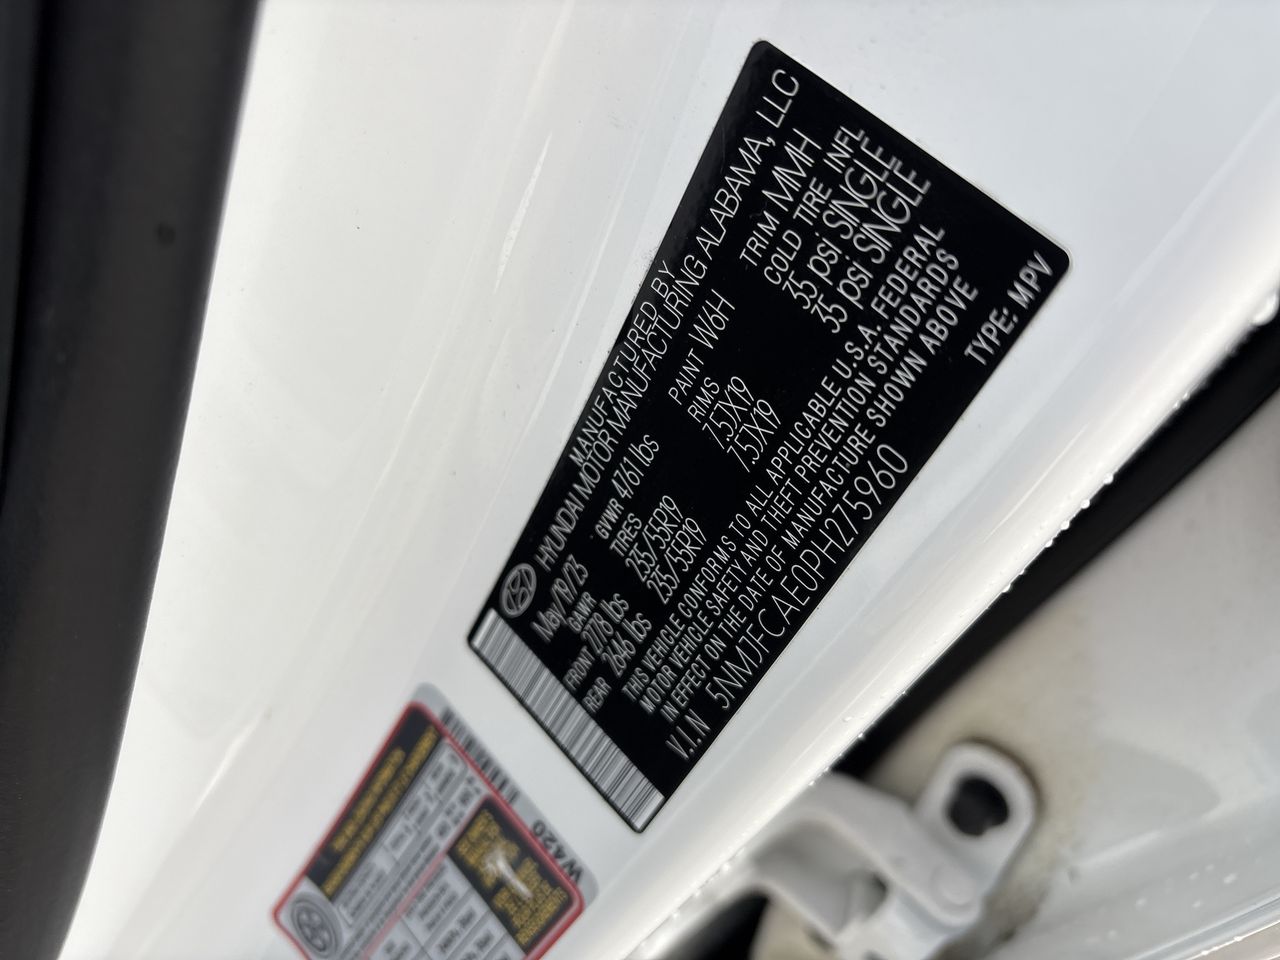 MANUFACTURED BY
HYUNDAI MOTOR MANUFACTURING ALABAMA, LLC
GVWR 4761 lbs PAINT W6H TRIM MMH
GAWR TIRES RIMS COLD TIRE INFL
FRONT 2778 lbs 235/55R19 7.5JX19 35 psi SINGLE
REAR 2646 lbs 235/55R19 7.5JX19 35 psi SINGLE
THIS VEHICLE CONFORMS TO ALL APPLICABLE U.S.A. FEDERAL
MOTOR VEHICLE SAFETY AND THEFT PREVENTION STANDARDS
IN EFFECT ON THE DATE OF MANUFACTURE SHOWN ABOVE
V.I.N 5NMJFCAE0PH275960 TYPE: MPV
W420